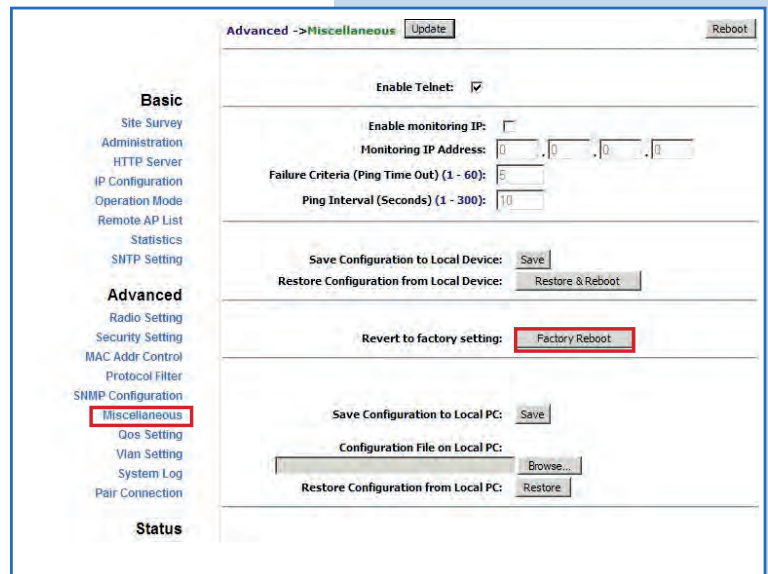 Advanced ->Miscellaneous Update Reboot
Enable Telnet:
Basic
Site Survey
Administration
HTTP Server
IP Configuration
Operation Mode
Remote AP List
Statistics
SNTP Setting
Advanced
Radio Setting
Security Setting
MAC Addr Control
Protocol Filter
SNMP Configuration
Miscellaneous
Qos Setting
Vlan Setting
System Log
Pair Connection
Status
Enable monitoring IP:
Monitoring IP Address: 0 . 0 . 0 . 0
Failure Criteria (Ping Time Out) (1 - 60): 5
Ping Interval (Seconds) (1 - 300): 10
Save Configuration to Local Device: Save
Restore Configuration from Local Device: Restore & Reboot
Revert to factory setting: Factory Reboot
Save Configuration to Local PC: Save
Configuration File on Local PC:
Browse...
Restore Configuration from Local PC: Restore